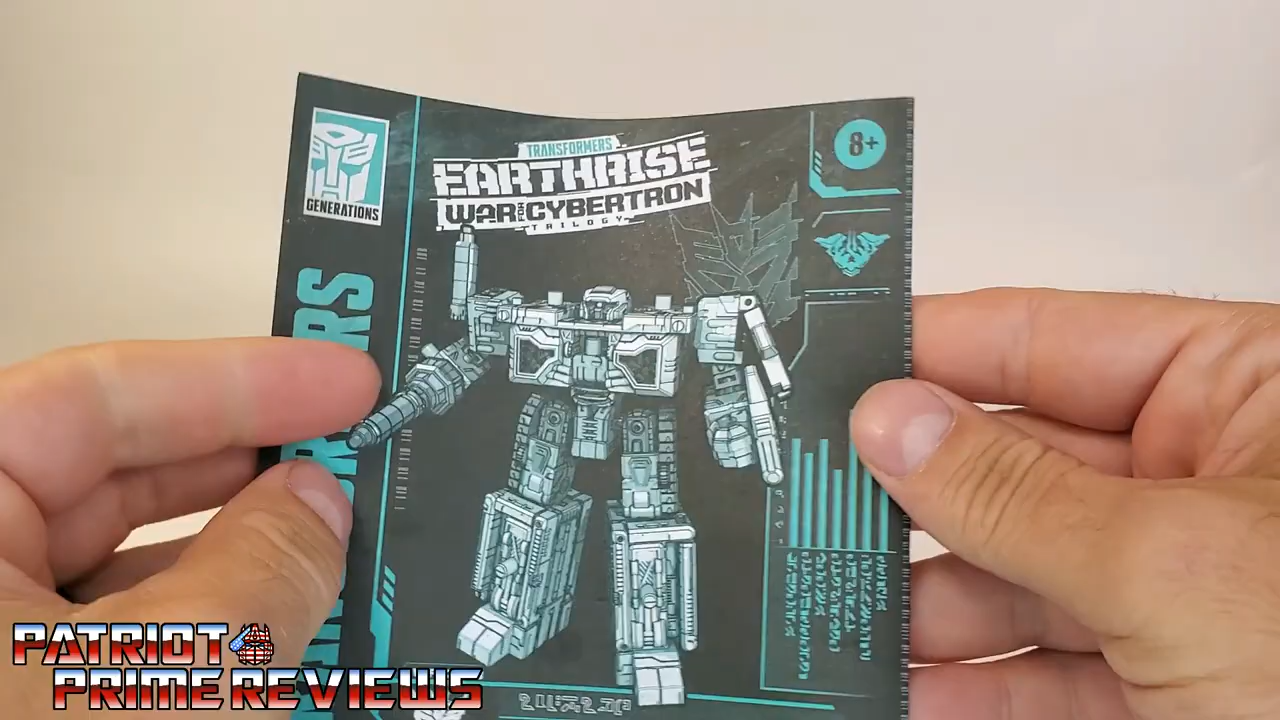 GENERATIONS
TRANSFORMERS
EARTHRISE
WAR FOR CYBERTRON
TRILOGY
8+
PATRIOT
PRIME REVIEWS